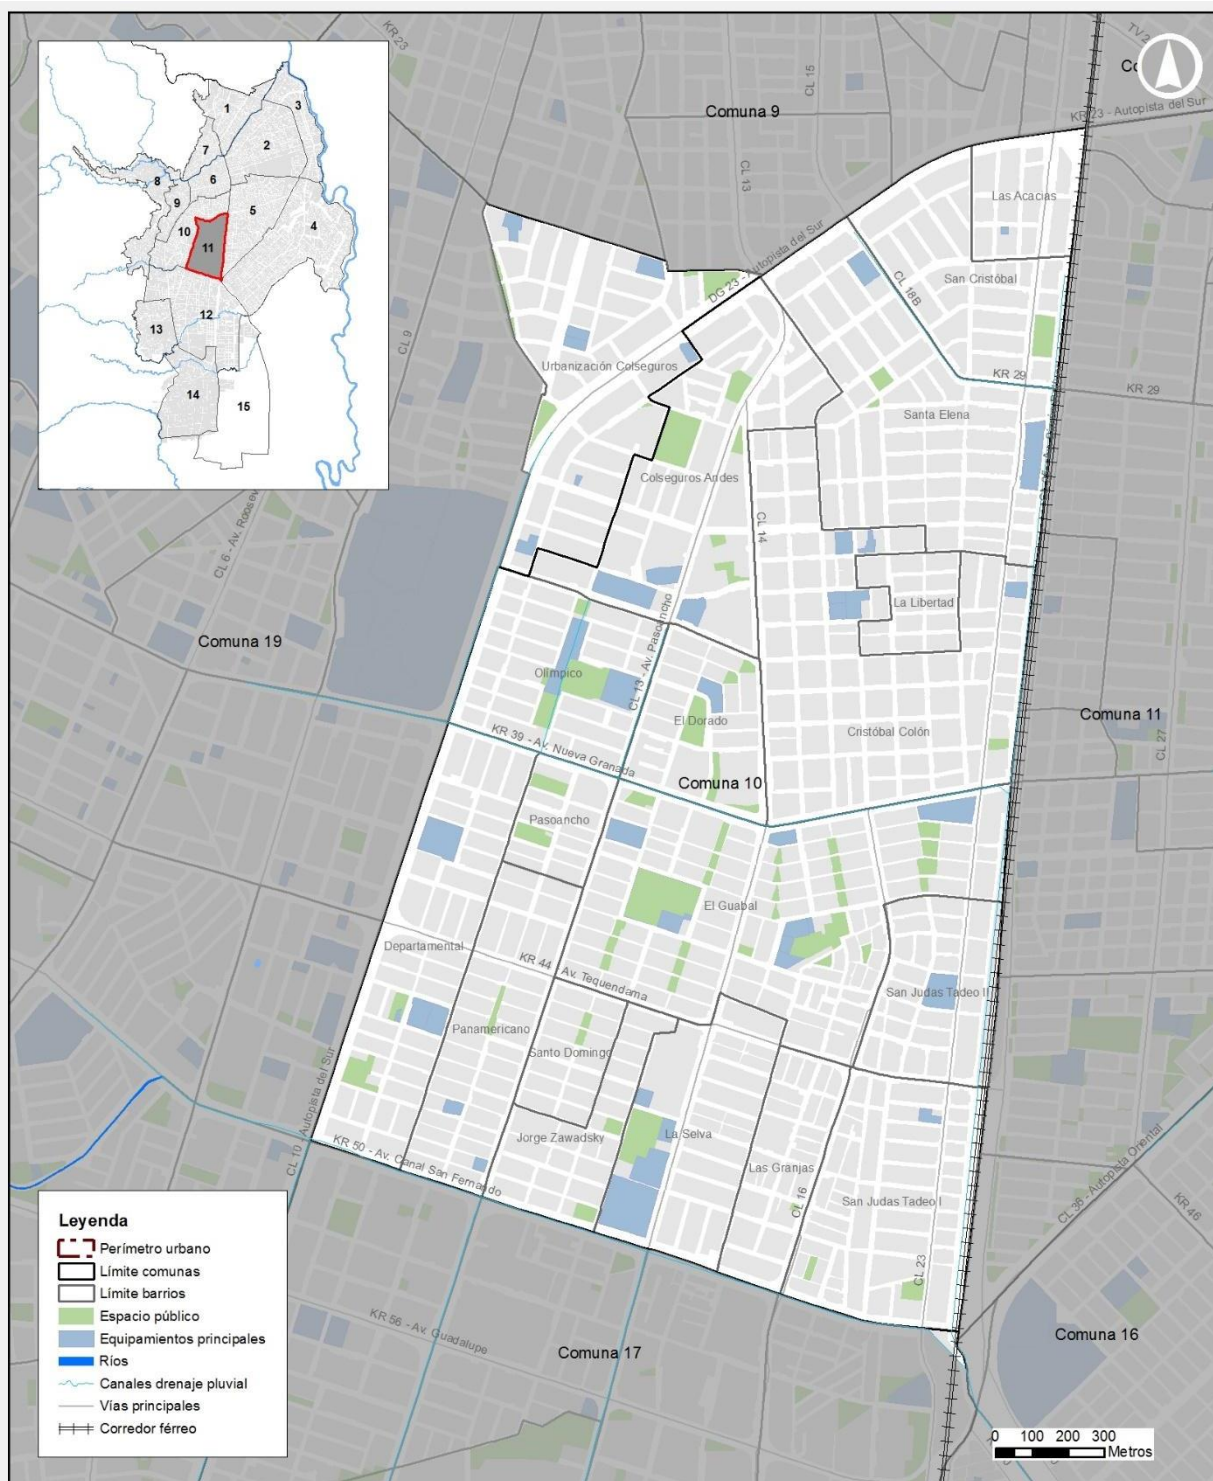 KR 23
CL 15
TV 2
Co
Comuna 9
KR 23 - Autopista del Sur
CL 13
1
3
2
7
6
8
9
5
10
4
11
12
13
14
15
Las Acacias
DG 23 - Autopista del Sur
CL 18B
San Cristóbal
CL 9
Urbanización Colseguros
KR 29
KR 29
Santa Elena
Colseguros Andes
CL 14
CL 6 - Av. Roosev
La Libertad
Comuna 19
CL 13 - Av. Pasoancho
Olímpico
El Dorado
Comuna 11
Cristóbal Colón
CL 27
KR 39 - Av. Nueva Granada
Comuna 10
Pasoancho
El Guabal
Departamental
KR 44 - Av. Tequendama
San Judas Tadeo II
Panamericano
Santo Domingo
CL 10 - Autopista del Sur
Jorge Zawadsky
La Selva
KR 50 - Av. Canal San Fernando
Las Granjas
CL 16
San Judas Tadeo I
CL 36 - Autopista Oriental
KR 46
CL 23
Leyenda
Perímetro urbano
Límite comunas
Límite barrios
Espacio público
Equipamientos principales
Ríos
Canales drenaje pluvial
Vías principales
Corredor férreo
KR 56 - Av. Guadalupe
Comuna 17
Comuna 16
0 100 200 300
Metros